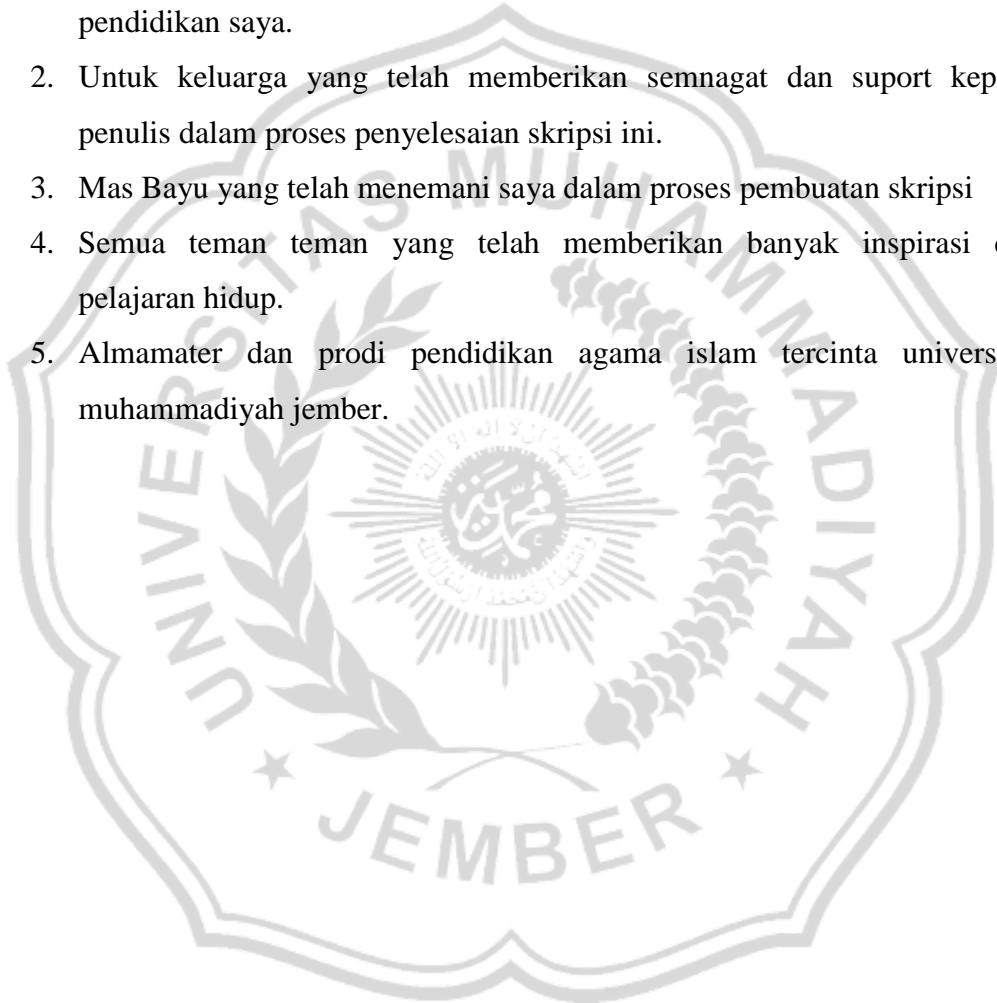 pendidikan saya.
2. Untuk keluarga yang telah memberikan semnagat dan suport kep
penulis dalam proses penyelesaian skripsi ini.
3. Mas Bayu yang telah menemani saya dalam proses pembuatan skripsi
4. Semua teman teman yang telah memberikan banyak inspirasi
pelajaran hidup.
5. Almamater dan prodi pendidikan agama islam tercinta univers
muhammadiyah jember.
UNIVERSITAS MUHAMMADIYAH
JEMBER